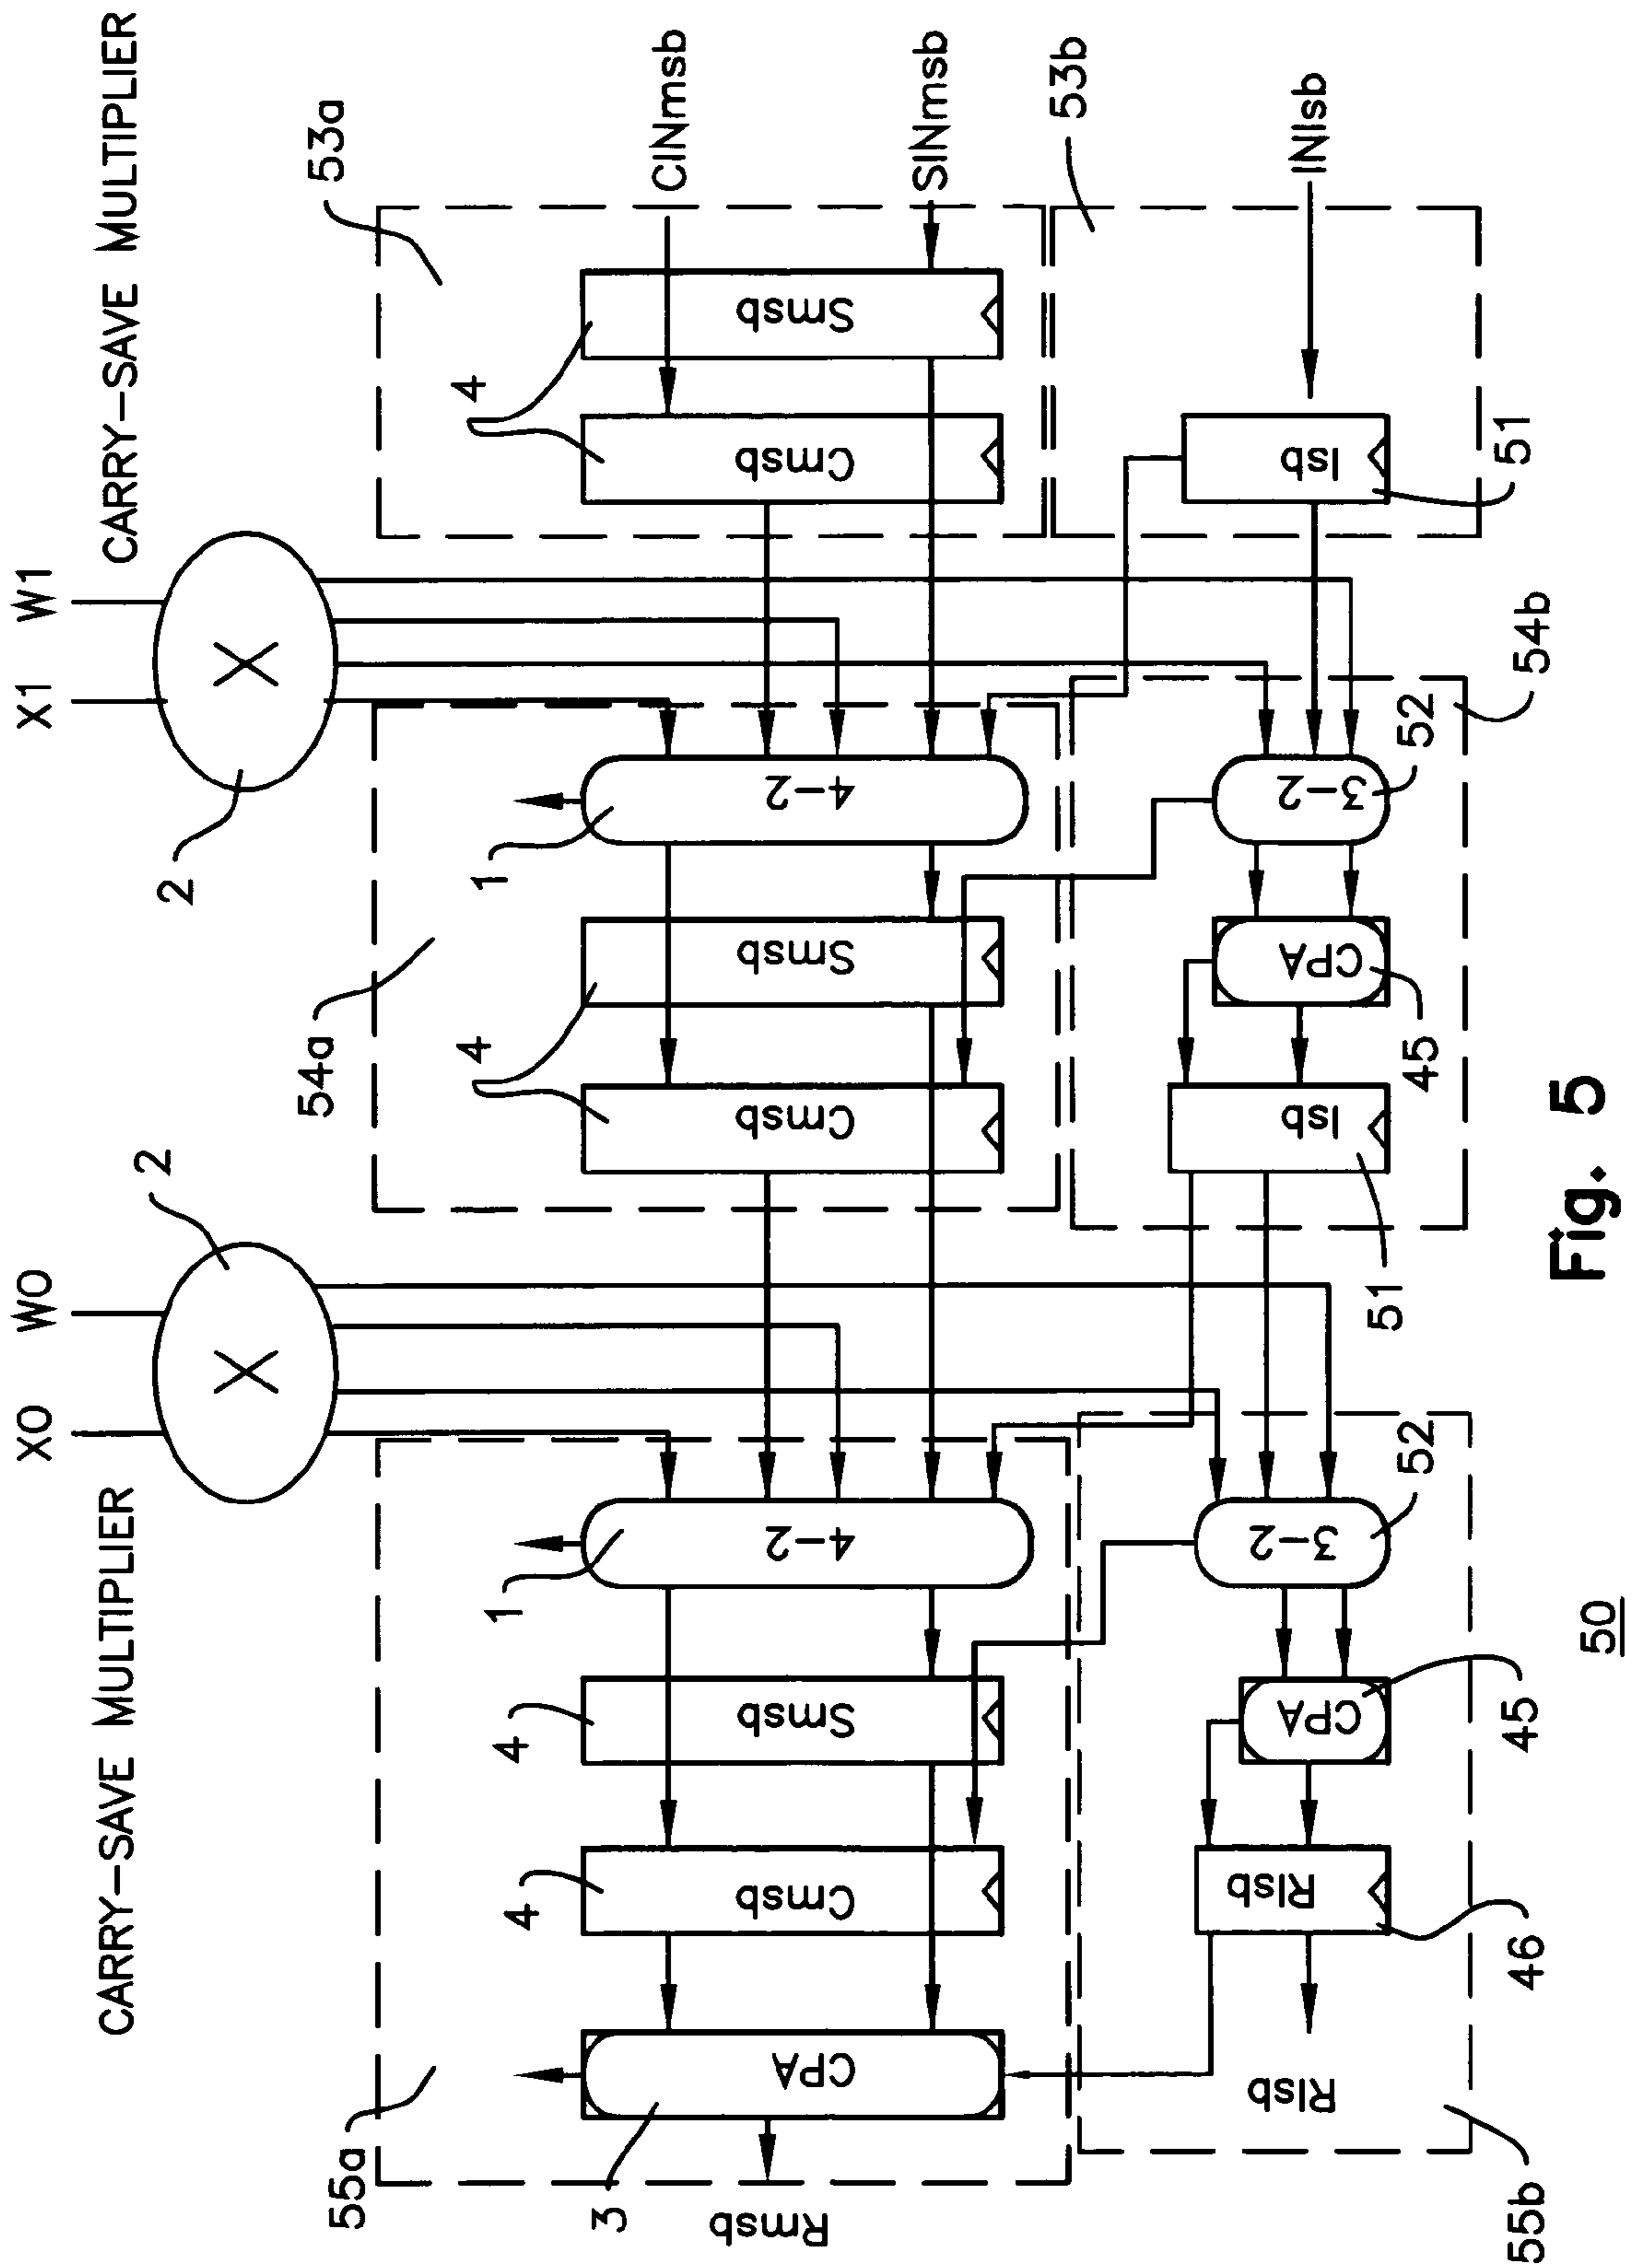 X0 W0 X1 W1
CARRY-SAVE MULTIPLIER
CARRY-SAVE MULTIPLIER
2
2
X
X
55a
54a
53a
3
4
4
1
4
1
4
CINmsb
Rmsb
CPA
Cmsb
Smsb
4-2
Cmsb
Smsb
4-2
Cmsb
Smsb
SINmsb
53b
Rlsb
Rlsb
CPA
3-2
lsb
CPA
3-2
lsb
INlsb
46
45
52
51
45
52
51
55b
54b
50
Fig. 5